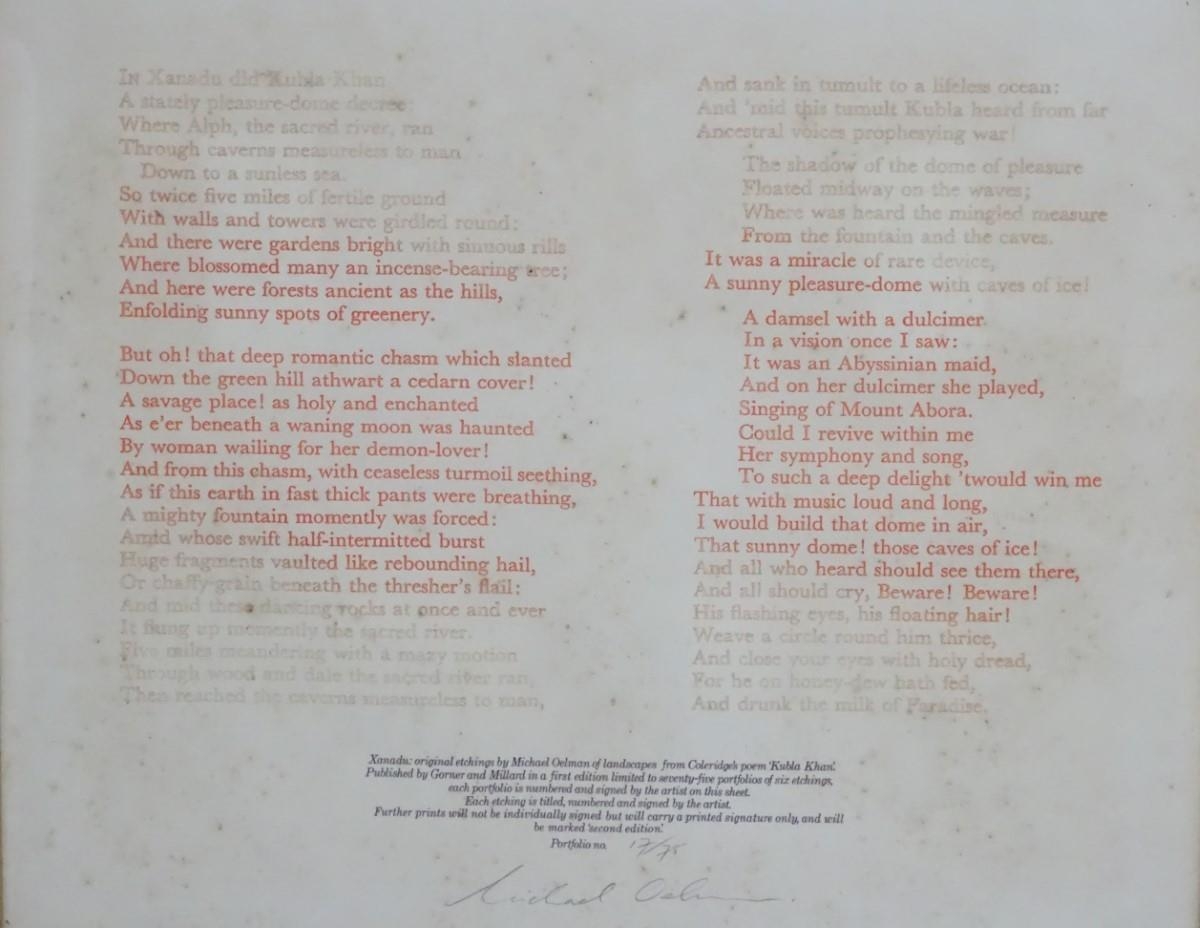 In Xanadu did Kubla Khan
A stately pleasure-dome decree:
Where Alph, the sacred river, ran
Through caverns measureless to man
Down to a sunless sea.
So twice five miles of fertile ground
With walls and towers were girdled round:
And there were gardens bright with sinuous rills
Where blossomed many an incense-bearing tree;
And here were forests ancient as the hills,
Enfolding sunny spots of greenery.
But oh! that deep romantic chasm which slanted
Down the green hill athwart a cedarn cover!
A savage place! as holy and enchanted
As e'er beneath a waning moon was haunted
By woman wailing for her demon-lover!
And from this chasm, with ceaseless turmoil seething,
As if this earth in fast thick pants were breathing,
A mighty fountain momently was forced:
Amid whose swift half-intermitted burst
Huge fragments vaulted like rebounding hail,
Or chaffy grain beneath the thresher's flail:
And mid these dancing rocks at once and ever
It flung up momently the sacred river.
Five miles meandering with a mazy motion
Through wood and dale the sacred river ran,
Then reached the caverns measureless to man,
And sank in tumult to a lifeless ocean:
And 'mid this tumult Kubla heard from far
Ancestral voices prophesying war!
The shadow of the dome of pleasure
Floated midway on the waves;
Where was heard the mingled measure
From the fountain and the caves.
It was a miracle of rare device,
A sunny pleasure-dome with caves of ice!
A damsel with a dulcimer
In a vision once I saw:
It was an Abyssinian maid,
And on her dulcimer she played,
Singing of Mount Abora.
Could I revive within me
Her symphony and song,
To such a deep delight 'twould win me
That with music loud and long,
I would build that dome in air,
That sunny dome! those caves of ice!
And all who heard should see them there,
And all should cry, Beware! Beware!
His flashing eyes, his floating hair!
Weave a circle round him thrice,
And close your eyes with holy dread,
For he on honey-dew hath fed,
And drunk the milk of Paradise.
Xanadu: original etchings by Michael Oelman of landscapes from Coleridge's poem 'Kubla Khan'.
Published by Gorner and Millard in a first edition limited to seventy-five portfolios of six etchings,
each portfolio is numbered and signed by the artist on this sheet.
Each etching is titled, numbered and signed by the artist.
Further prints will not be individually signed but will carry a printed signature only, and will
be marked 'second edition'.
Portfolio no. 17/75
Michael Oelman.